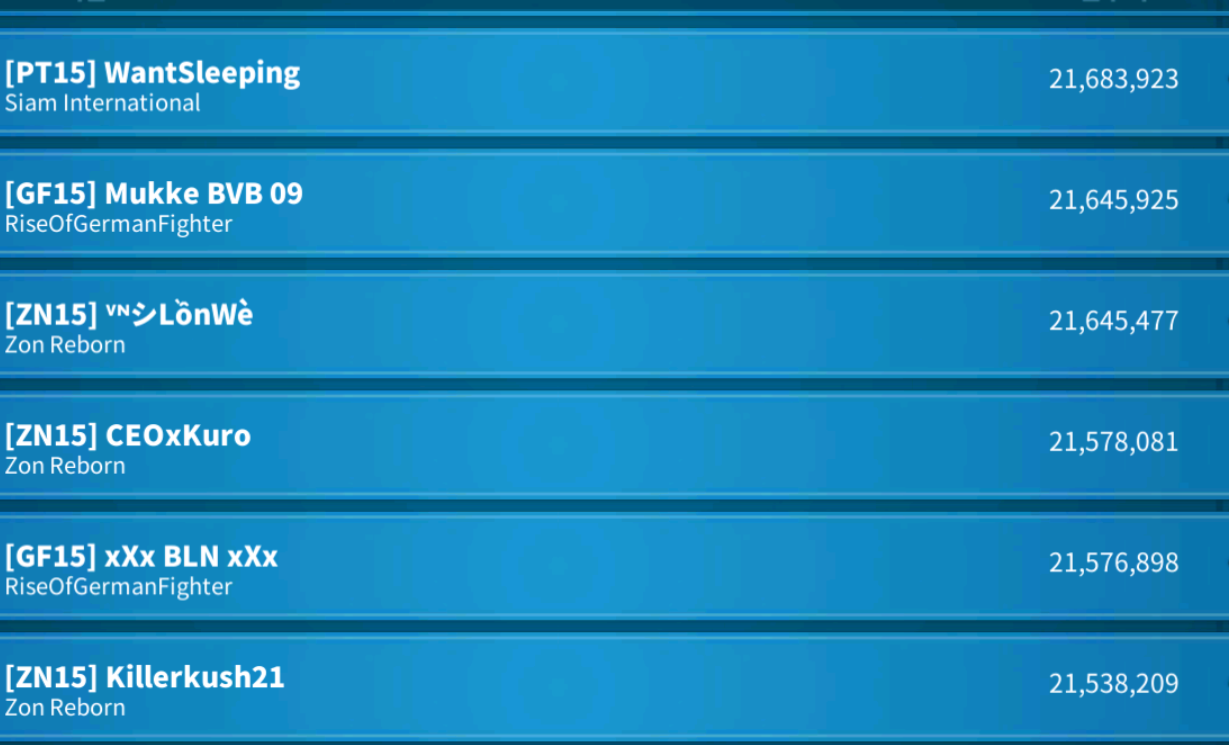 [PT15] WantSleeping
Siam International
21,683,923
[GF15] Mukke BVB 09
RiseOfGermanFighter
21,645,925
[ZN15] ⱽᴺシLồnWè
Zon Reborn
21,645,477
[ZN15] CEOxKuro
Zon Reborn
21,578,081
[GF15] xXx BLN xXx
RiseOfGermanFighter
21,576,898
[ZN15] Killerkush21
Zon Reborn
21,538,209